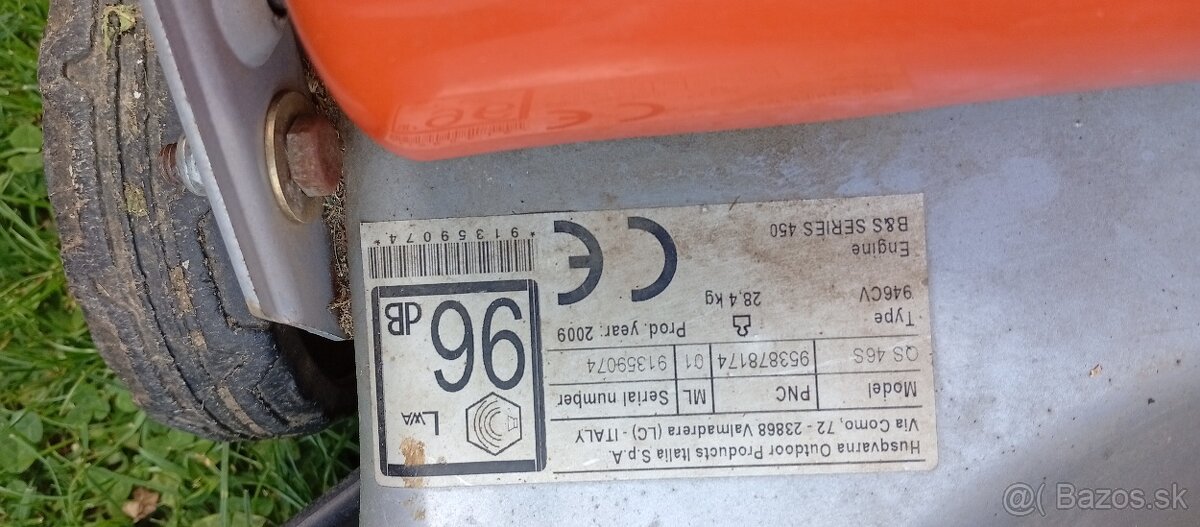 Husqvarna Outdoor Products Italia S.p.A.
Via Como, 72 - 23868 Valmadrera (LC) - ITALY
Model PNC ML Serial number
QS 46S 953878174 01 91359074
Type
946CV 28,4 kg Prod. year: 2009
Engine
B&S SERIES 450
CE
LWA
96
dB
*91359074*
@( Bazos.sk